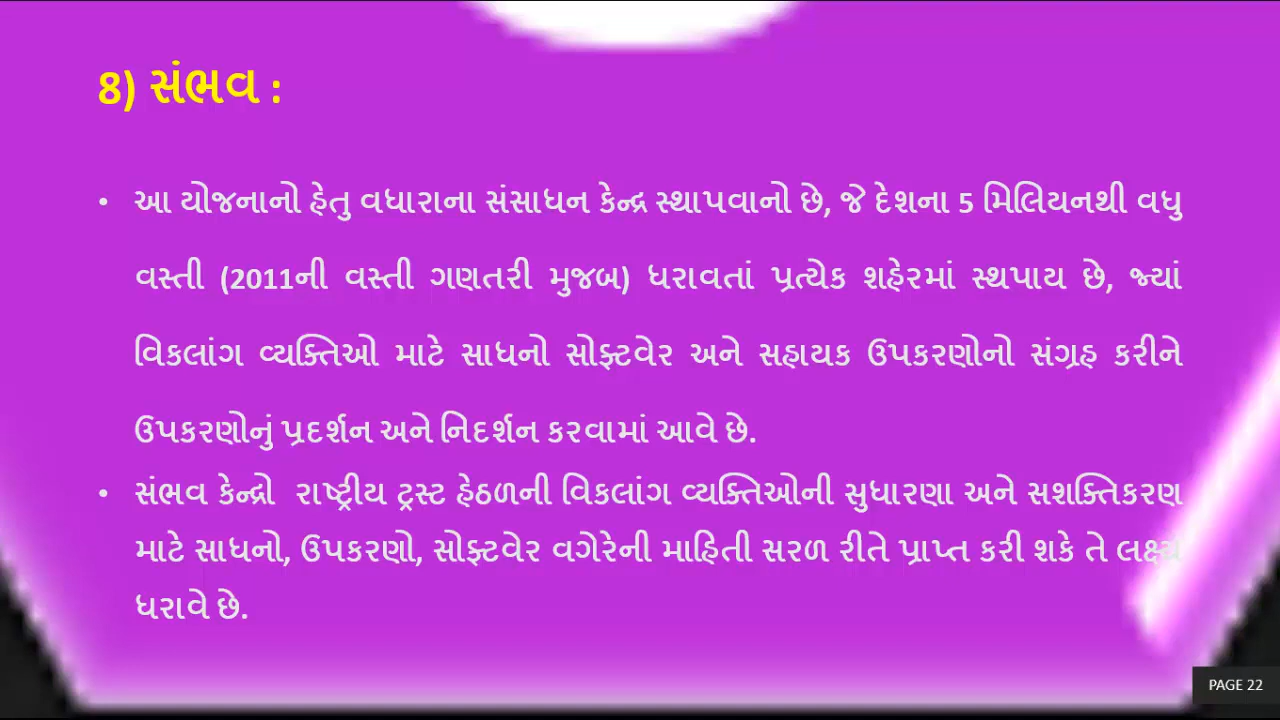 8) સંભવ :
• આ યોજનાનો હેતુ વધારાના સંસાધન કેન્દ્ર સ્થાપવાનો છે, જે દેશના 5 મિલિયનથી વધુ
વસ્તી (2011ની વસ્તી ગણતરી મુજબ) ધરાવતાં પ્રત્યેક શહેરમાં સ્થપાય છે, જ્યાં
વિકલાંગ વ્યક્તિઓ માટે સાધનો સોફ્ટવેર અને સહાયક ઉપકરણોનો સંગ્રહ કરીને
ઉપકરણોનું પ્રદર્શન અને નિદર્શન કરવામાં આવે છે.
• સંભવ કેન્દ્રો રાષ્ટ્રીય ટ્રસ્ટ હેઠળની વિકલાંગ વ્યક્તિઓની સુધારણા અને સશક્તિકરણ
માટે સાધનો, ઉપકરણો, સોફ્ટવેર વગેરેની માહિતી સરળ રીતે પ્રાપ્ત કરી શકે તે લક્ષ્ય
ધરાવે છે.
PAGE 22